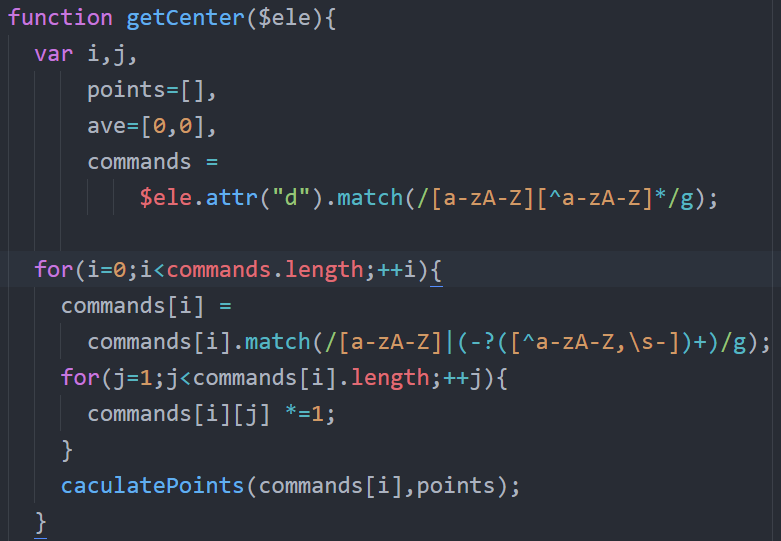 function getCenter($ele){
  var i,j,
      points=[],
      ave=[0,0],
      commands =
          $ele.attr("d").match(/[a-zA-Z][^a-zA-Z]*/g);

  for(i=0;i<commands.length;++i){
    commands[i] =
      commands[i].match(/[a-zA-Z]|(-?([^a-zA-Z,\s-])+)/g);
    for(j=1;j<commands[i].length;++j){
      commands[i][j] *=1;
    }
    caculatePoints(commands[i],points);
  }